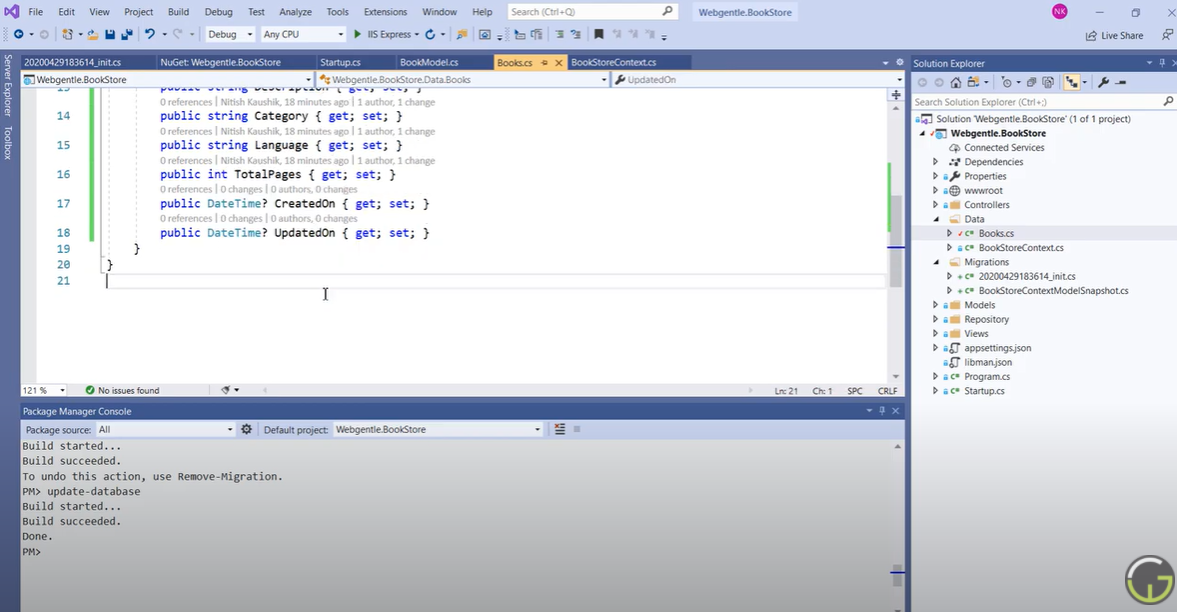 File Edit View Project Build Debug Test Analyze Tools Extensions Window Help Search (Ctrl+Q) Webgentle.BookStore NK
Debug Any CPU IIS Express Live Share
Server Explorer
Toolbox
20200429183614_init.cs NuGet: Webgentle.BookStore Startup.cs BookModel.cs Books.cs BookStoreContext.cs
Webgentle.BookStore Webgentle.BookStore.Data.Books UpdatedOn
13 public string Description { get; set; }
0 references | Nitish Kaushik, 18 minutes ago | 1 author, 1 change
14 public string Category { get; set; }
0 references | Nitish Kaushik, 18 minutes ago | 1 author, 1 change
15 public string Language { get; set; }
0 references | Nitish Kaushik, 18 minutes ago | 1 author, 1 change
16 public int TotalPages { get; set; }
0 references | 0 changes | 0 authors, 0 changes
17 public DateTime? CreatedOn { get; set; }
0 references | 0 changes | 0 authors, 0 changes
18 public DateTime? UpdatedOn { get; set; }
19 }
20 }
21
121 % No issues found Ln: 21 Ch: 1 SPC CRLF
Package Manager Console
Package source: All Default project: Webgentle.BookStore
Build started...
Build succeeded.
To undo this action, use Remove-Migration.
PM> update-database
Build started...
Build succeeded.
Done.
PM>
Solution Explorer
Search Solution Explorer (Ctrl+;)
Solution 'Webgentle.BookStore' (1 of 1 project)
Webgentle.BookStore
Connected Services
Dependencies
Properties
wwwroot
Controllers
Data
Books.cs
BookStoreContext.cs
Migrations
20200429183614_init.cs
BookStoreContextModelSnapshot.cs
Models
Repository
Views
appsettings.json
libman.json
Program.cs
Startup.cs